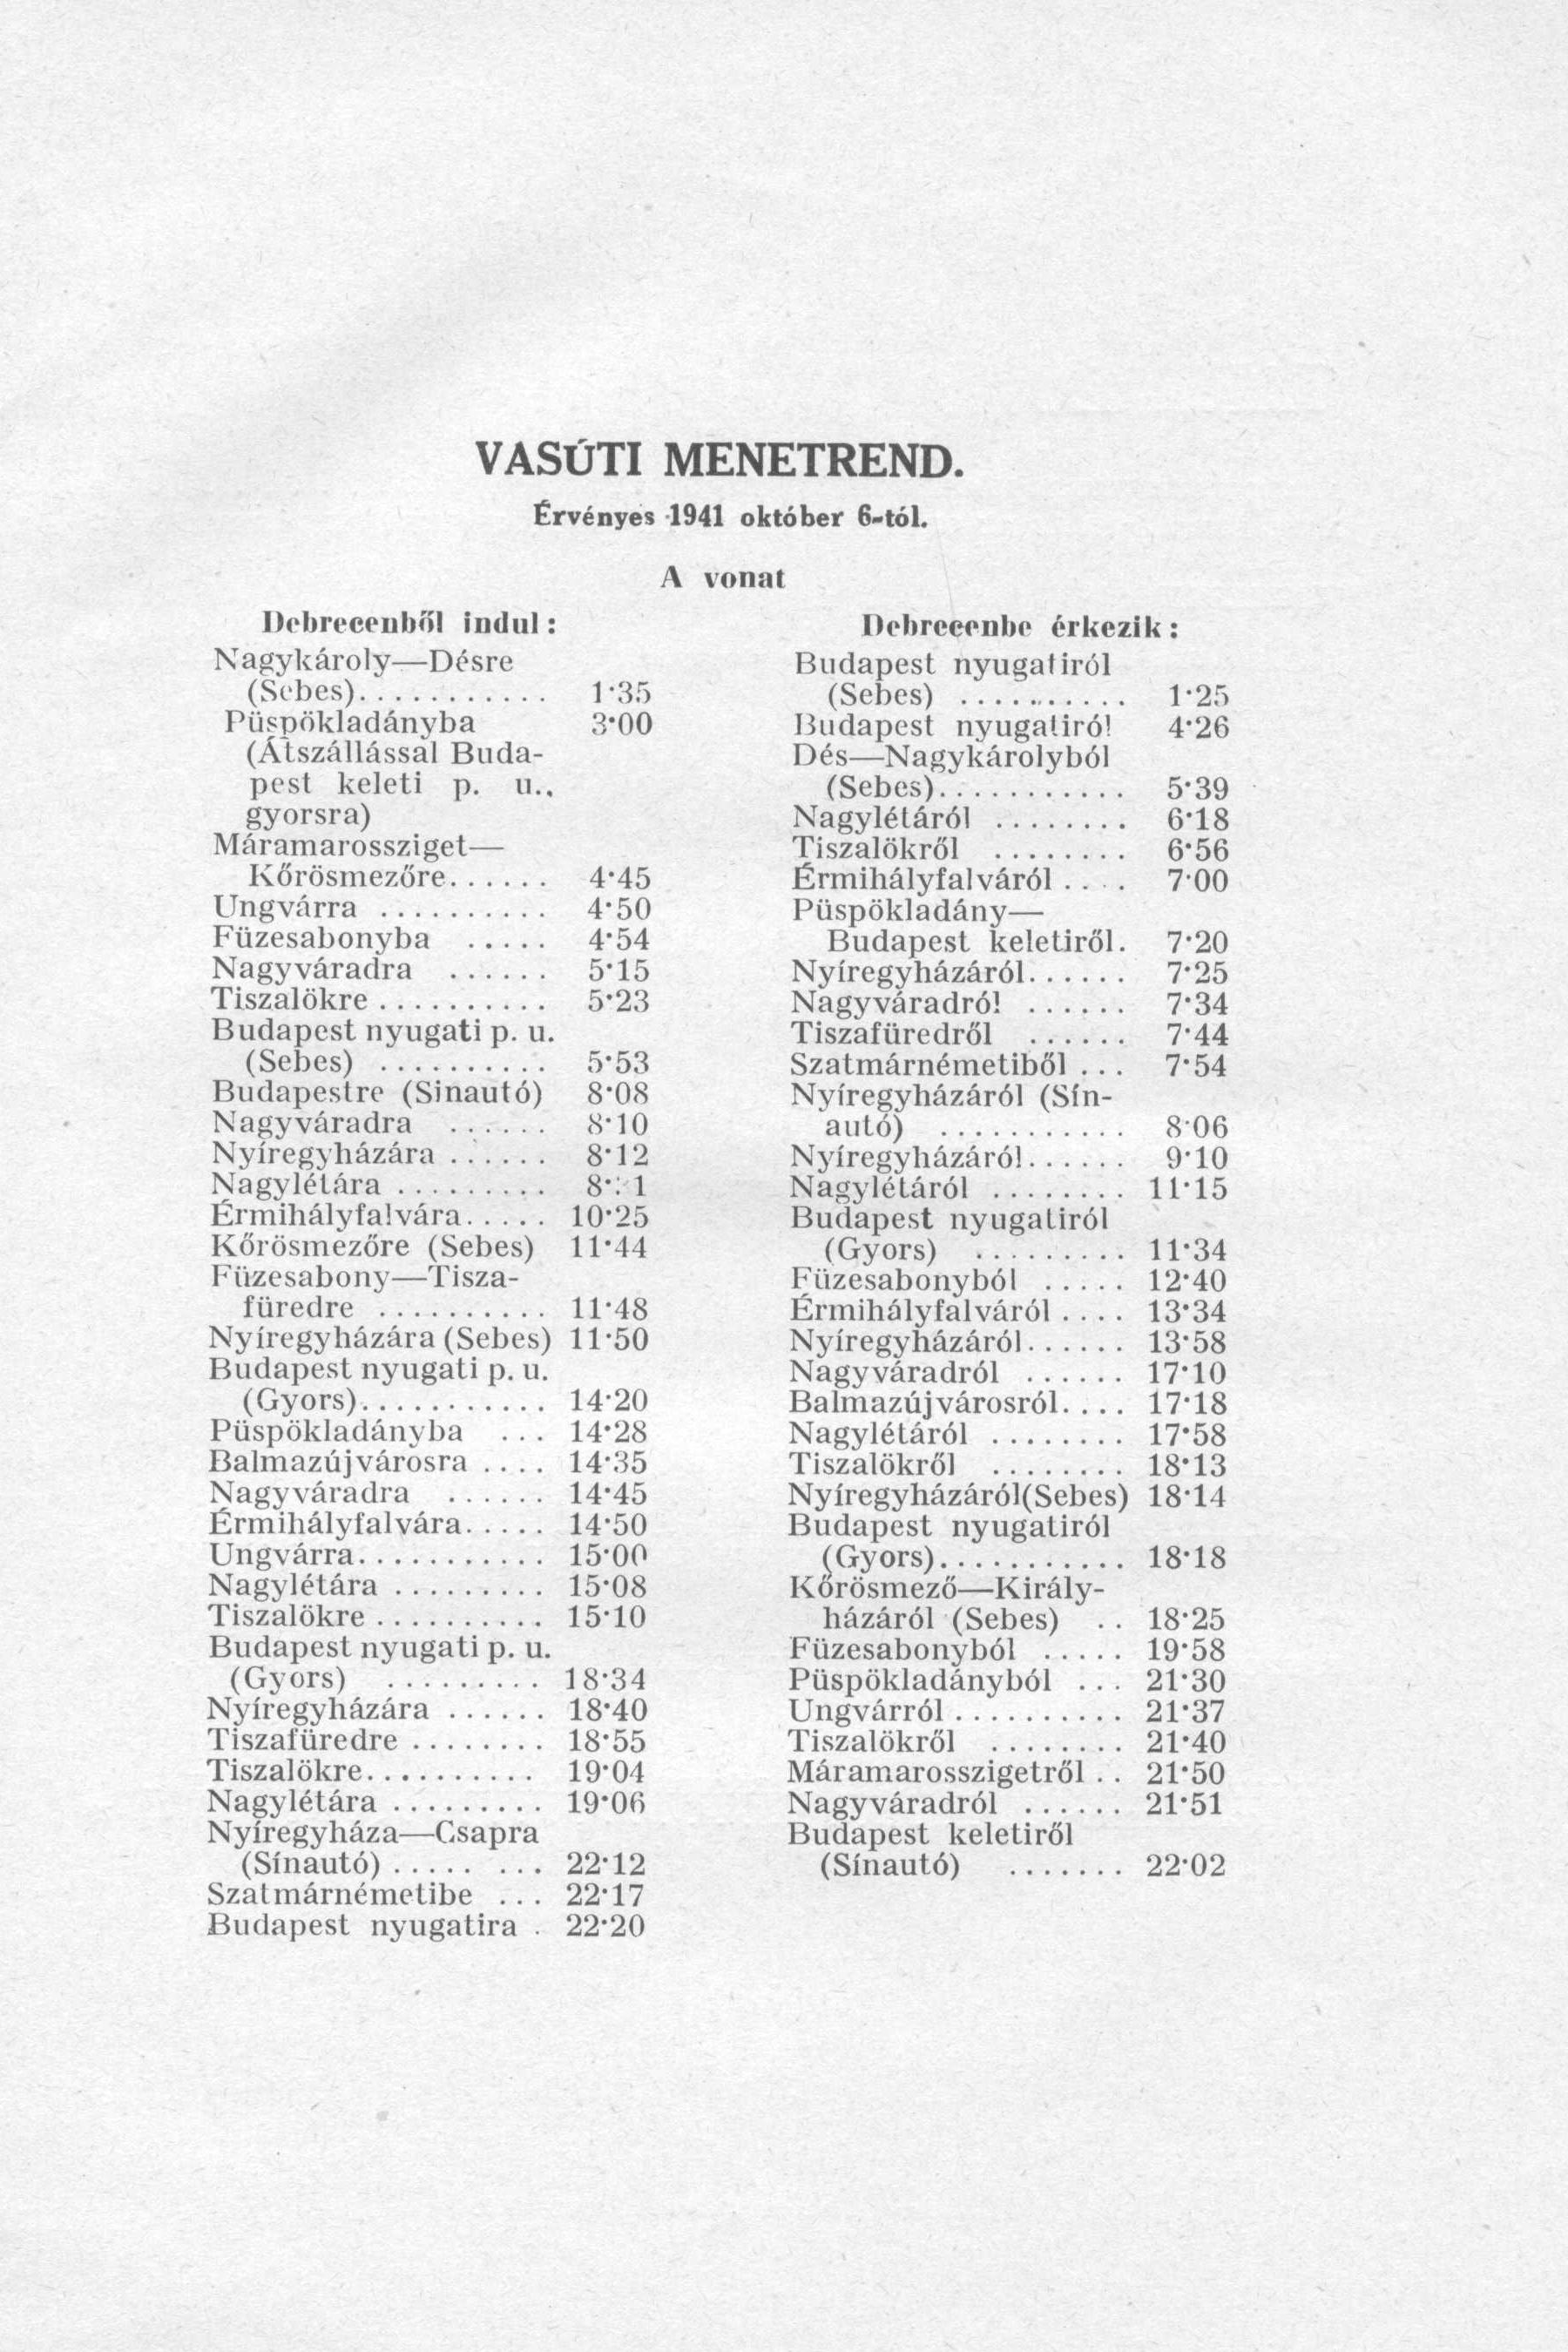 VASÚTI MENETREND.
Érvényes 1941 október 6-tól.
A vonat
Debrecenből indul:
Nagykároly—Désre
(Sebes)........... 1·35
Püspökladányba 3·00
(Átszállással Buda-
pest keleti p. u.,
gyorsra)
Máramarossziget—
Kőrösmezőre...... 4·45
Ungvárra .......... 4·50
Füzesabonyba ..... 4·54
Nagyváradra ...... 5·15
Tiszalökre .......... 5·23
Budapest nyugati p. u.
(Sebes) .......... 5·53
Budapestre (Sinautó) 8·08
Nagyváradra ...... 8·10
Nyíregyházára ...... 8·12
Nagylétára .........
Érmihályfalvára..... 10·25
Kőrösmezőre (Sebes) 11·44
Füzesabony—Tisza-
füredre .......... 11·48
Nyíregyházára (Sebes) 11·50
Budapest nyugati p. u.
(Gyors)........... 14·20
Püspökladányba ... 14·28
Balmazújvárosra .... 14·35
Nagyváradra ...... 14·45
Érmihályfalvára..... 14·50
Ungvárra........... 15·00
Nagylétára ......... 15·08
Tiszalökre .......... 15·10
Budapest nyugati p. u.
(Gyors) ......... 18·34
Nyíregyházára ...... 18·40
Tiszafüredre ........ 18·55
Tiszalökre.......... 19·04
Nagylétára ......... 19·06
Nyíregyháza—Csapra
(Sínautó) ..... ... 22·12
Szatmárnémetibe ... 22·17
Budapest nyugatira . 22·20
Debrecenbe érkezik:
Budapest nyugatiról
(Sebes) .......... 1·25
Budapest nyugatiról 4·26
Dés—Nagykárolyból
(Sebes)........... 5·39
Nagylétáról ........ 6·18
Tiszalökről ........ 6·56
Érmihályfalváról .... 7·00
Püspökladány—
Budapest keletiről. 7·20
Nyíregyházáról...... 7·25
Nagyváradról ...... 7·34
Tiszafüredről ...... 7·44
Szatmárnémetiből ... 7·54
Nyíregyházáról (Sín-
autó) ........... 8·06
Nyíregyházáról...... 9·10
Nagylétáról ........ 11·15
Budapest nyugatiról
(Gyors) ......... 11·34
Füzesabonyból ..... 12·40
Érmihályfalváról .... 13·34
Nyíregyházáról...... 13·58
Nagyváradról ...... 17·10
Balmazújvárosról.... 17·18
Nagylétáról ........ 17·58
Tiszalökről ........ 18·13
Nyíregyházáról(Sebes) 18·14
Budapest nyugatiról
(Gyors)........... 18·18
Kőrösmező—Király-
házáról (Sebes) .. 18·25
Füzesabonyból ..... 19·58
Püspökladányból ... 21·30
Ungvárról .......... 21·37
Tiszalökről ........ 21·40
Máramarosszigetről .. 21·50
Nagyváradról ...... 21·51
Budapest keletiről
(Sínautó) ....... 22·02